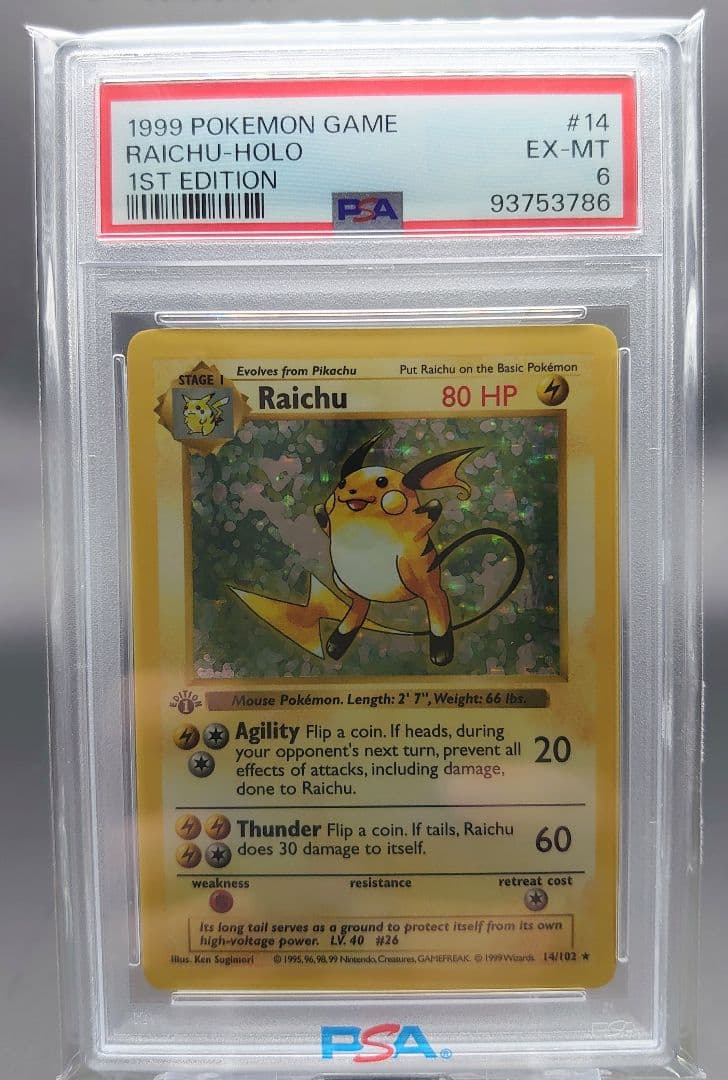 1999 POKEMON GAME #14
RAICHU-HOLO EX-MT
1ST EDITION 6
PSA 93753786
STAGE 1 Evolves from Pikachu Put Raichu on the Basic Pokémon
Raichu 80 HP
EDITION 1
Mouse Pokémon. Length: 2' 7", Weight: 66 lbs.
Agility Flip a coin. If heads, during
your opponent's next turn, prevent all 20
effects of attacks, including damage,
done to Raichu.
Thunder Flip a coin. If tails, Raichu 60
does 30 damage to itself.
weakness resistance retreat cost
Its long tail serves as a ground to protect itself from its own
high-voltage power. LV. 40 #26
Illus. Ken Sugimori © 1995, 96, 98, 99 Nintendo, Creatures, GAMEFREAK. © 1999 Wizards. 14/102 ★
PSA®